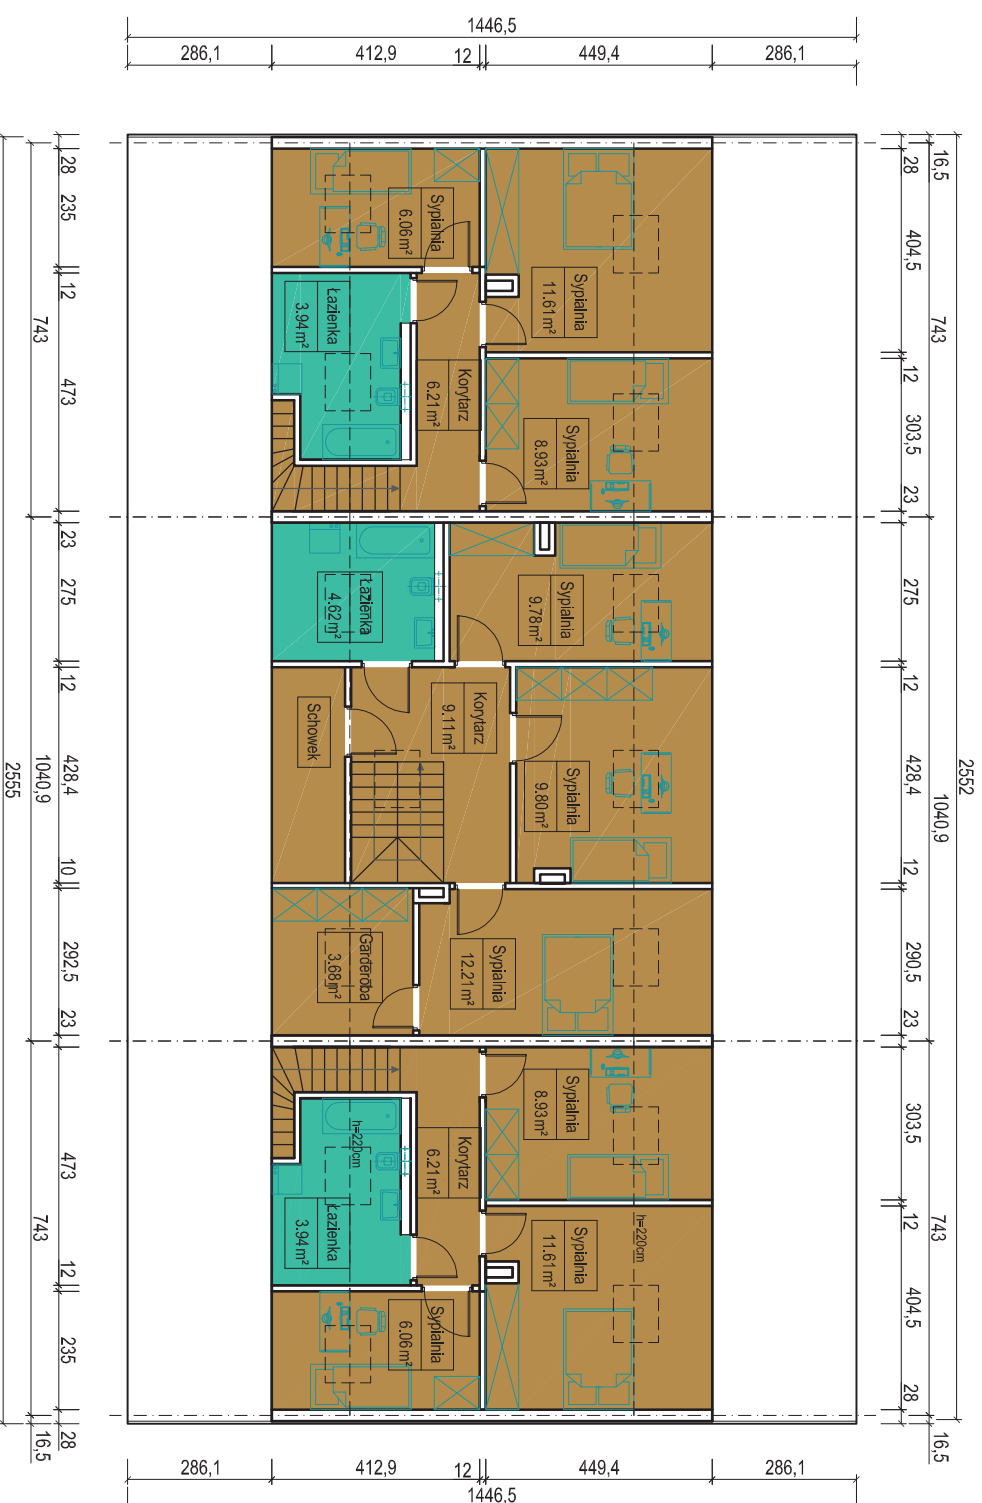 1446,5
286,1
412,9
12
449,4
286,1
28
235
12
473
743
23
275
12
428,4
1040,9
2555
10
292,5
23
473
743
12
235
28
16,5
16,5
28
404,5
743
12
303,5
23
275
12
428,4
2552
1040,9
12
290,5
23
303,5
12
743
404,5
28
16,5
Sypialnia
6.06m²
Sypialnia
11.61m²
Łazienka
3.94m²
Korytarz
6.21m²
Sypialnia
8.93m²
Łazienka
4.62m²
Sypialnia
9.78m²
Korytarz
9.11m²
Schowek
Sypialnia
9.80m²
Garderoba
3.68m²
Sypialnia
12.21m²
Sypialnia
8.93m²
h=220cm
Korytarz
6.21m²
Łazienka
3.94m²
h=220cm
Sypialnia
11.61m²
Sypialnia
6.06m²
286,1
412,9
12
449,4
286,1
1446,5